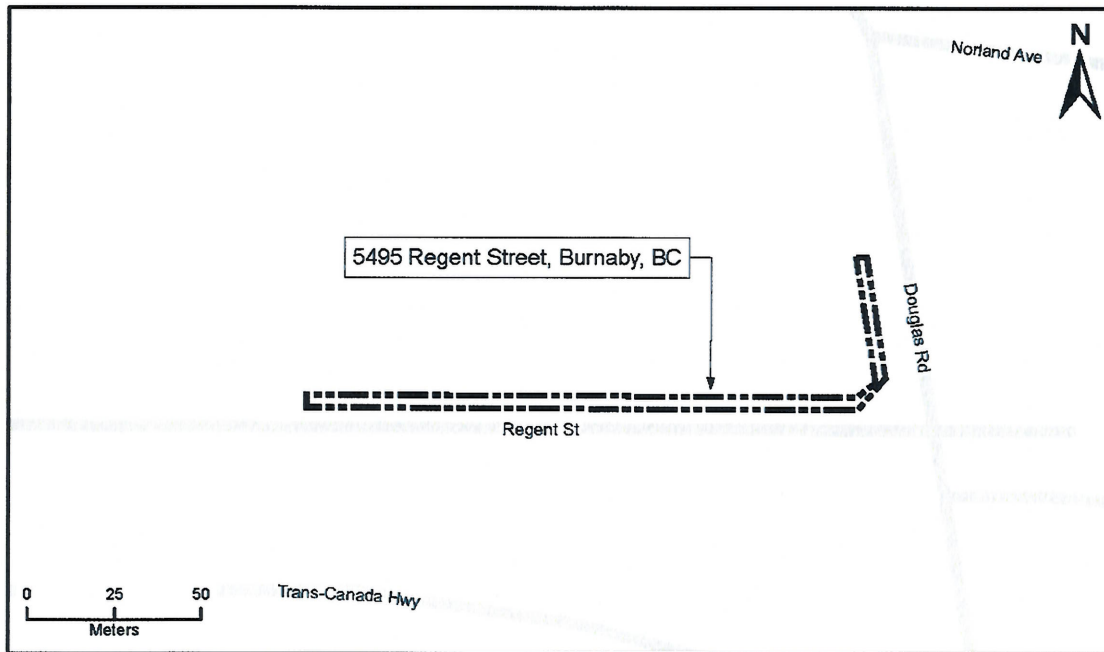 Norland Ave
N
5495 Regent Street, Burnaby, BC
Douglas Rd
Regent St
0 25 50
Meters
Trans-Canada Hwy